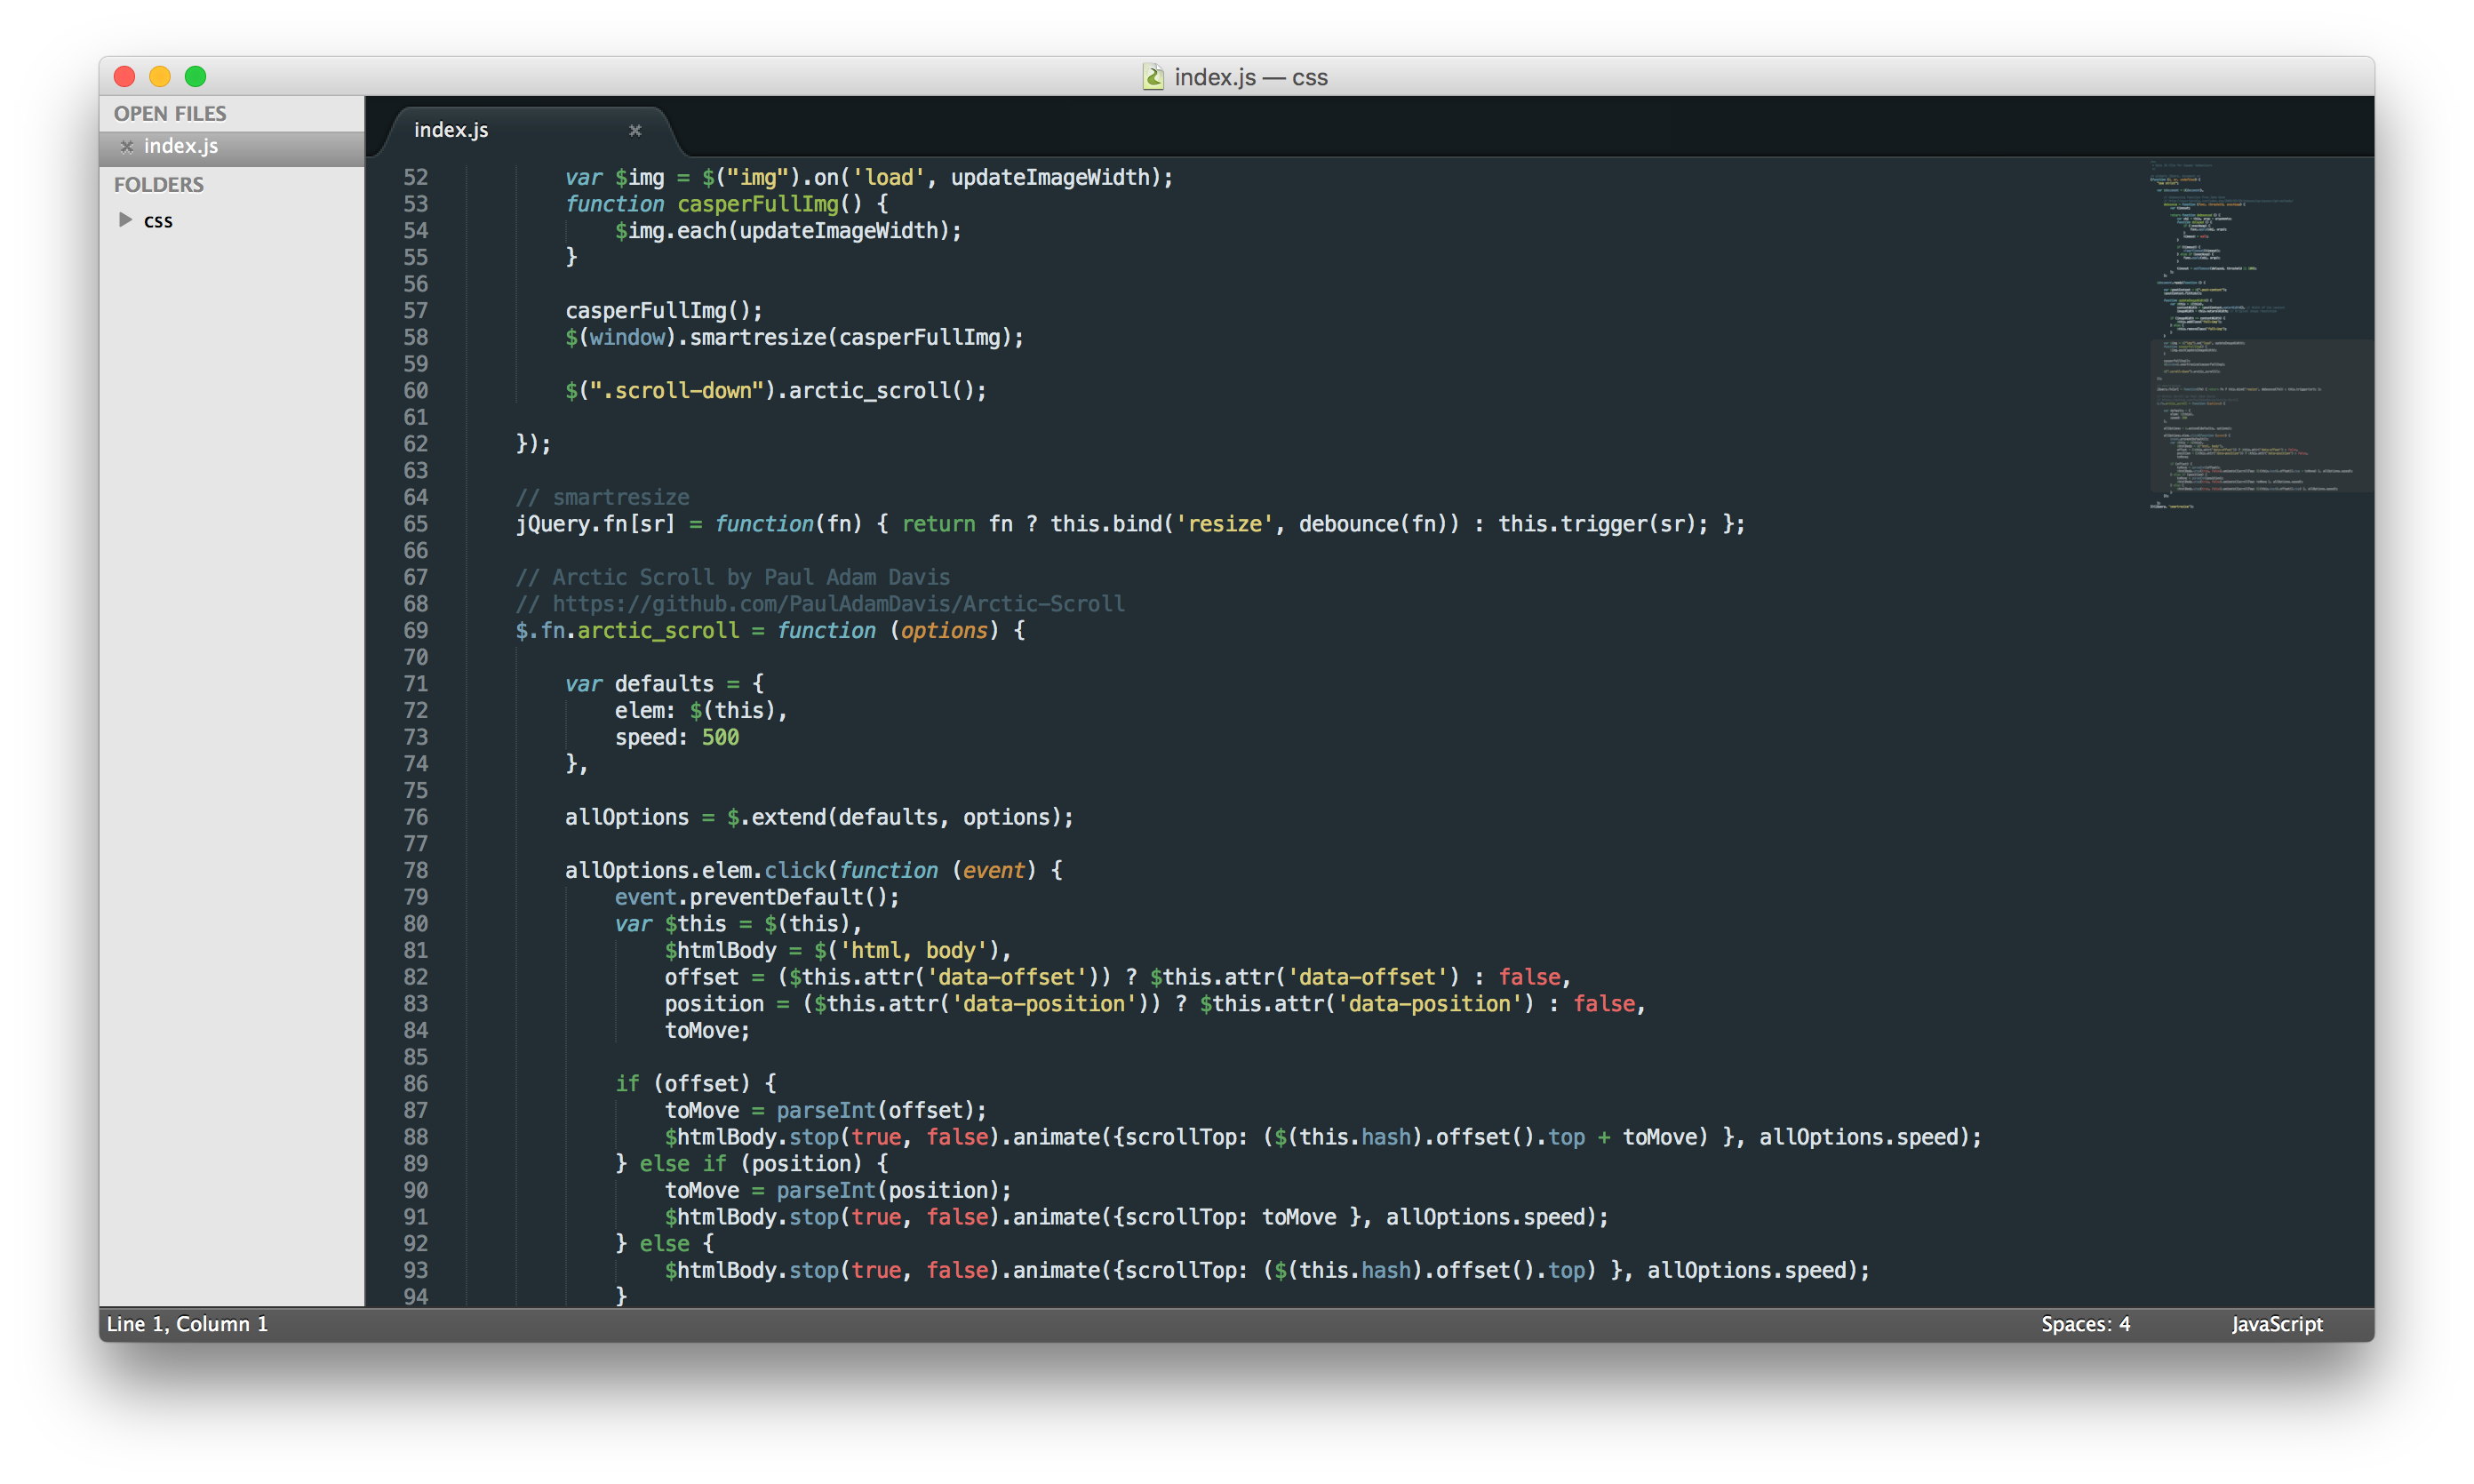 index.js — css
OPEN FILES
index.js
FOLDERS
css
index.js
52 var $img = $("img").on('load', updateImageWidth);
53 function casperFullImg() {
54 $img.each(updateImageWidth);
55 }
56
57 casperFullImg();
58 $(window).smartresize(casperFullImg);
59
60 $(".scroll-down").arctic_scroll();
61
62 });
63
64 // smartresize
65 jQuery.fn[sr] = function(fn) { return fn ? this.bind('resize', debounce(fn)) : this.trigger(sr); };
66
67 // Arctic Scroll by Paul Adam Davis
68 // https://github.com/PaulAdamDavis/Arctic-Scroll
69 $.fn.arctic_scroll = function (options) {
70
71 var defaults = {
72 elem: $(this),
73 speed: 500
74 },
75
76 allOptions = $.extend(defaults, options);
77
78 allOptions.elem.click(function (event) {
79 event.preventDefault();
80 var $this = $(this),
81 $htmlBody = $('html, body'),
82 offset = ($this.attr('data-offset')) ? $this.attr('data-offset') : false,
83 position = ($this.attr('data-position')) ? $this.attr('data-position') : false,
84 toMove;
85
86 if (offset) {
87 toMove = parseInt(offset);
88 $htmlBody.stop(true, false).animate({scrollTop: ($(this.hash).offset().top + toMove) }, allOptions.speed);
89 } else if (position) {
90 toMove = parseInt(position);
91 $htmlBody.stop(true, false).animate({scrollTop: toMove }, allOptions.speed);
92 } else {
93 $htmlBody.stop(true, false).animate({scrollTop: ($(this.hash).offset().top) }, allOptions.speed);
94 }
Line 1, Column 1
Spaces: 4
JavaScript